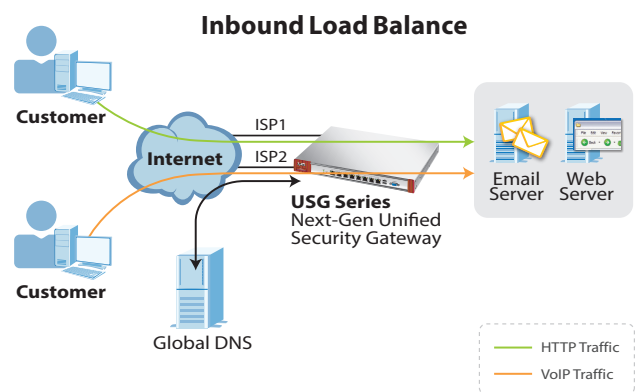 Inbound Load Balance
Customer
ISP1
Internet
ISP2
Email
Server
Web
Server
USG Series
Next-Gen Unified
Security Gateway
Customer
Global DNS
HTTP Traffic
VoIP Traffic